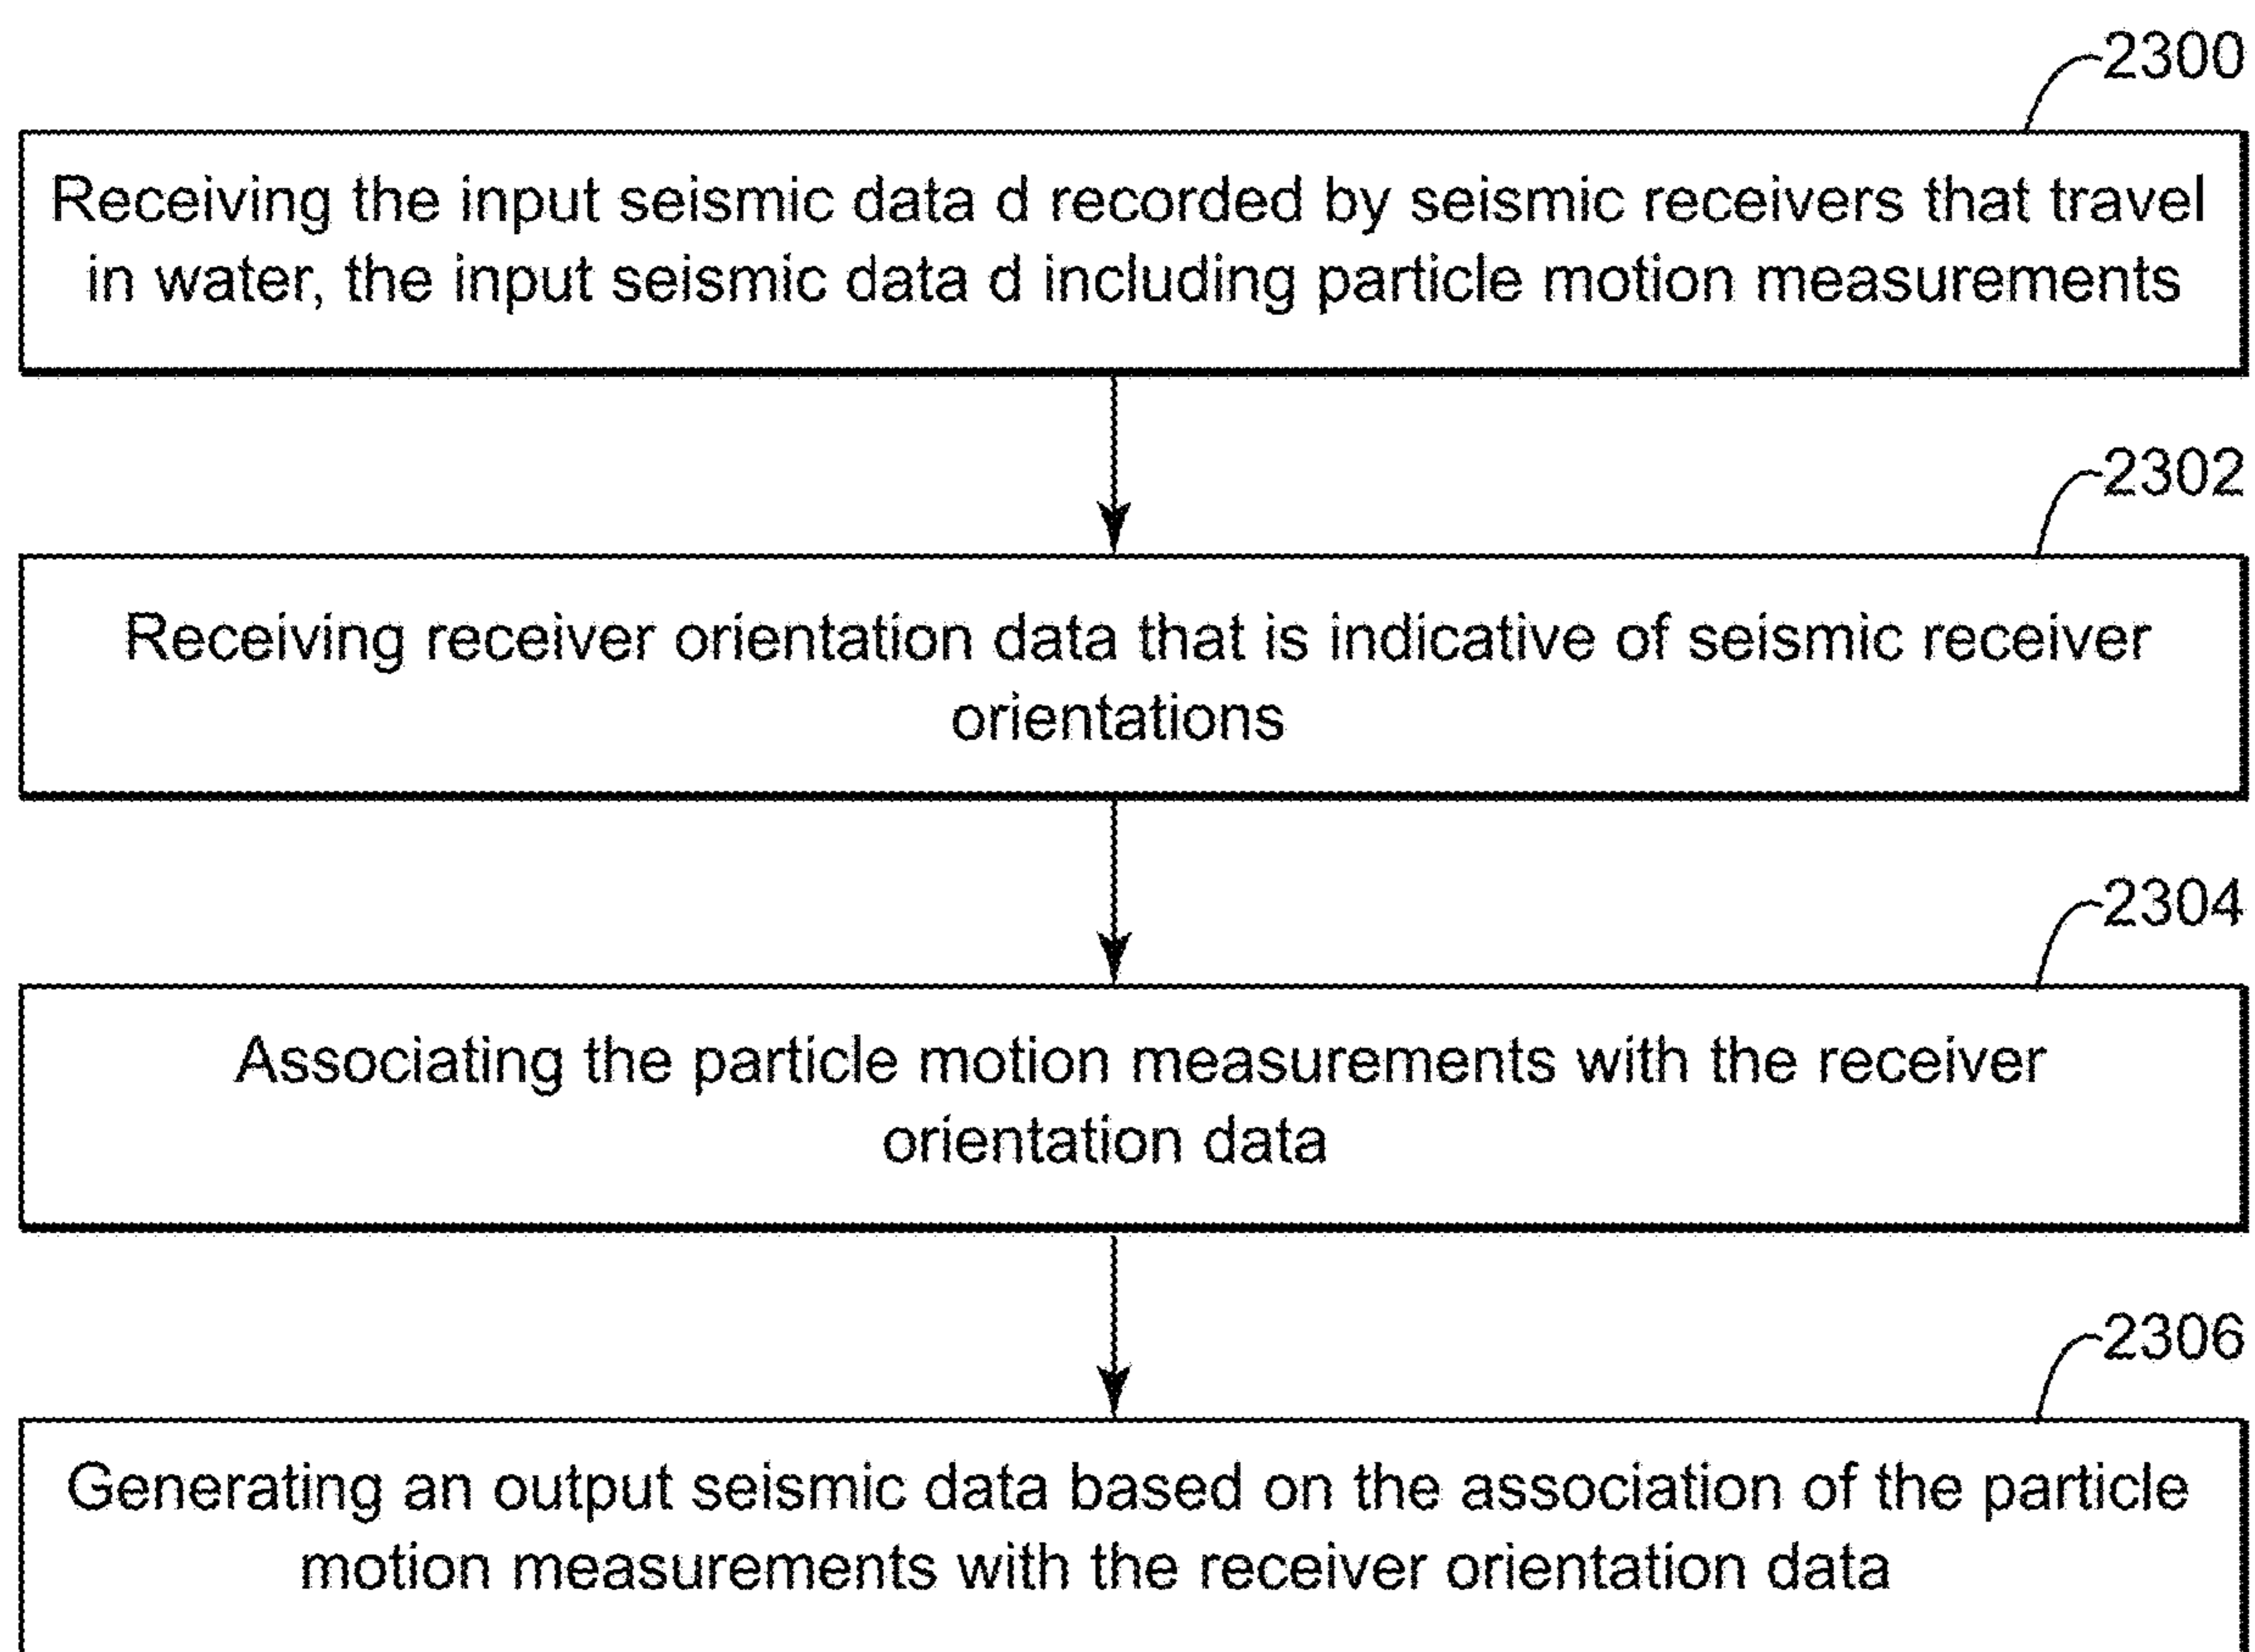 2300
Receiving the input seismic data d recorded by seismic receivers that travel
in water, the input seismic data d including particle motion measurements
2302
Receiving receiver orientation data that is indicative of seismic receiver
orientations
2304
Associating the particle motion measurements with the receiver
orientation data
2306
Generating an output seismic data based on the association of the particle
motion measurements with the receiver orientation data